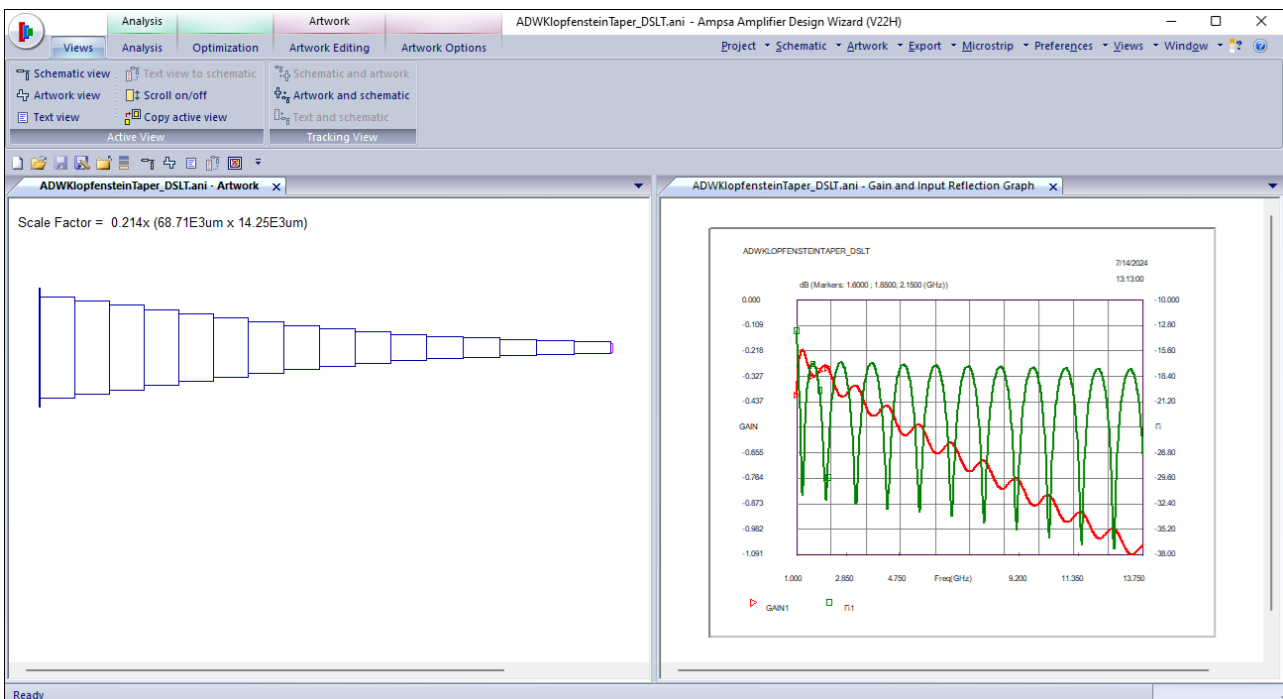 Analysis
Artwork
ADWKlopfensteinTaper_DSLT.ani - Ampsa Amplifier Design Wizard (V22H)
Views
Analysis
Optimization
Artwork Editing
Artwork Options
Project
Schematic
Artwork
Export
Microstrip
Preferences
Views
Window
Schematic view
Text view to schematic
Schematic and artwork
Artwork view
Scroll on/off
Artwork and schematic
Text view
Copy active view
Text and schematic
Active View
Tracking View
ADWKlopfensteinTaper_DSLT.ani - Artwork
ADWKlopfensteinTaper_DSLT.ani - Gain and Input Reflection Graph
Scale Factor = 0.214x (68.71E3um x 14.25E3um)
ADWKLOPFENSTEINTAPER_DSLT
7/14/2024
13:13:00
dB (Markers: 1.6000 ; 1.8500; 2.1500 (GHz))
0.000 -10.000
-0.109 -12.80
-0.218 -15.60
-0.327 -18.40
-0.437 -21.20
GAIN Γi
-0.655 -26.80
-0.764 -29.60
-0.873 -32.40
-0.982 -35.20
-1.091 -38.00
1.000 2.850 4.750 Freq(GHz) 9.200 11.350 13.750
GAIN1 Γi1
Ready